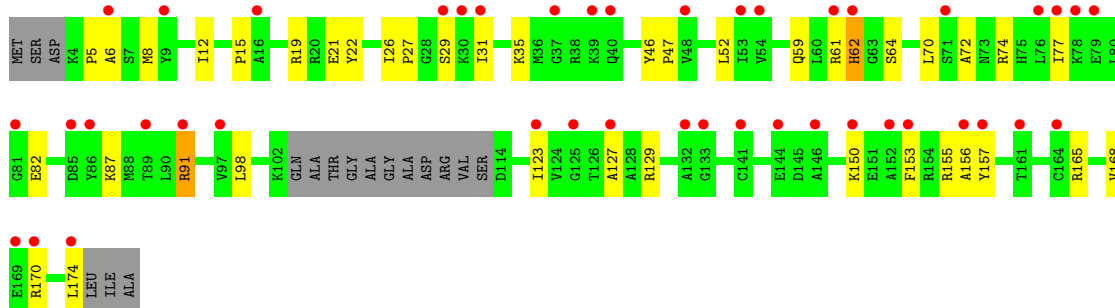 MET SER ASP K4 P5 A6 S7 M8 Y9 I12 P15 A16 R19 R20 E21 Y22 I26 P27 G28 S29 K30 I31 K35 M36 G37 R38 K39 Q40 Y46 P47 V48 L52 I53 V54 Q59 L60 R61 H62 G63 S64 L70 S71 A72 N73 R74 H75 L76 I77 K78 E79 L80
G81 E82 D85 Y86 K87 M88 T89 L90 R91 V97 L98 K102 GLN ALA THR GLY ALA GLY ALA ASP ARG VAL SER D114 I123 V124 G125 T126 A127 A128 R129 A132 G133 C141 E144 D145 A146 K150 E151 A152 F153 R154 R155 A156 Y157 T161 C164 R165 V168
E169 R170 L174 LEU ILE ALA